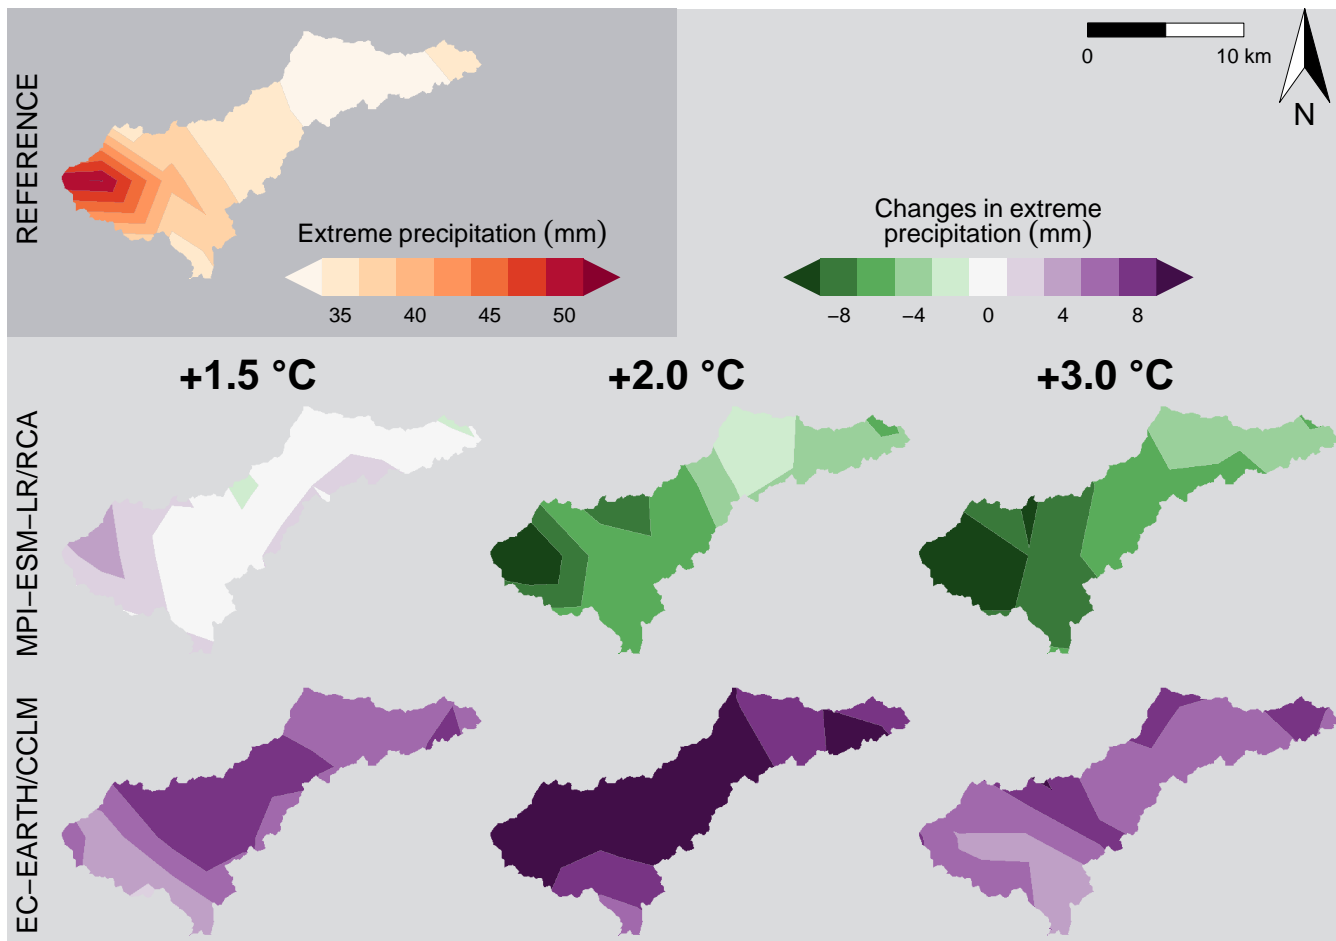 REFERENCE
0 10 km
N
Extreme precipitation (mm)
35 40 45 50
Changes in extreme
precipitation (mm)
−8 −4 0 4 8
+1.5 °C +2.0 °C +3.0 °C
MPI−ESM−LR/RCA
EC−EARTH/CCLM